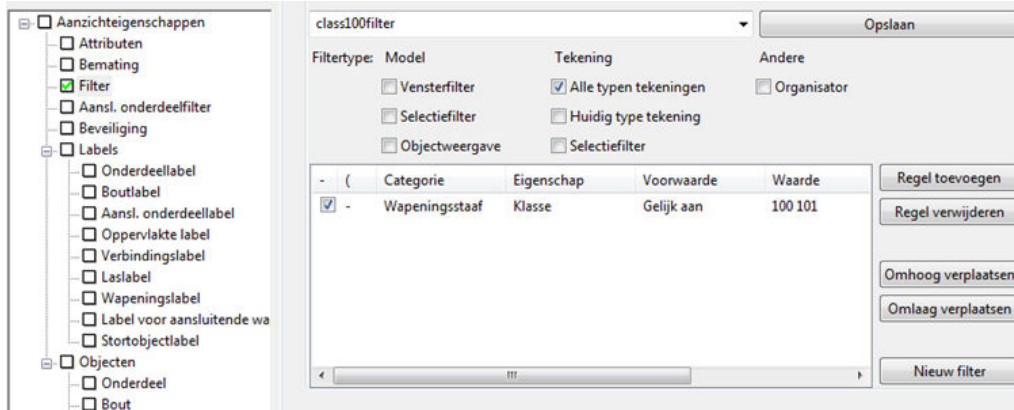 Aanzichteigenschappen
Attributen
Bemating
Filter
Aansl. onderdeelfilter
Beveiliging
Labels
Onderdeellabel
Boutlabel
Aansl. onderdeellabel
Oppervlakte label
Verbindingslabel
Laslabel
Wapeningslabel
Label voor aansluitende wa
Stortobjectlabel
Objecten
Onderdeel
Bout
class100filter Opslaan
Filtertype: Model Tekening Andere
Vensterfilter Alle typen tekeningen Organisator
Selectiefilter Huidig type tekening
Objectweergave Selectiefilter
- ( Categorie Eigenschap Voorwaarde Waarde
- Wapeningsstaaf Klasse Gelijk aan 100 101
Regel toevoegen
Regel verwijderen
Omhoog verplaatsen
Omlaag verplaatsen
Nieuw filter